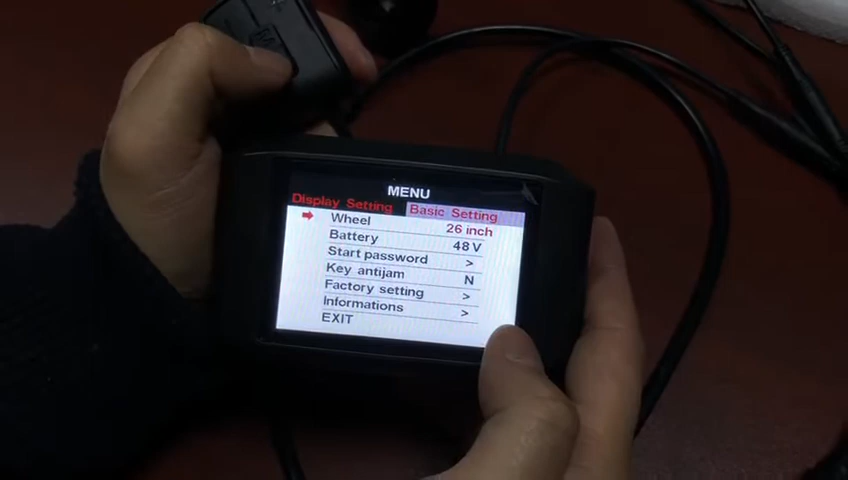 MENU
Display Setting Basic Setting
Wheel 26 inch
Battery 48 V
Start password >
Key antijam N
Factory setting >
Informations >
EXIT